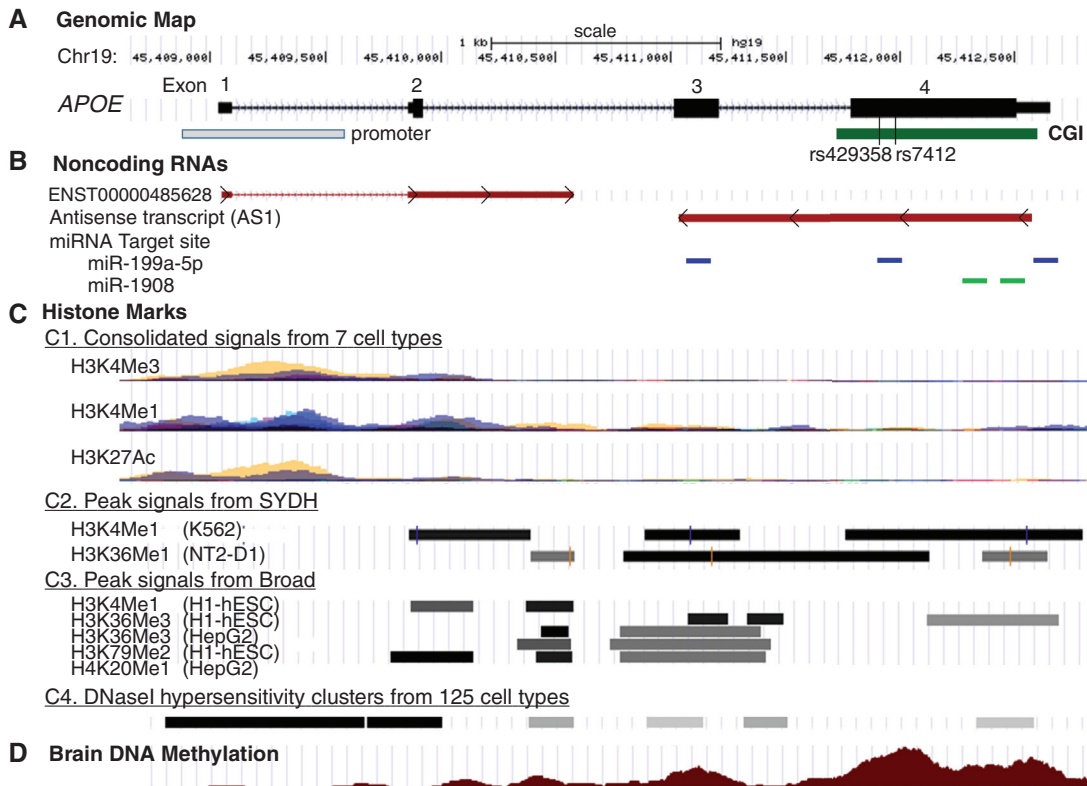 A Genomic Map
scale
1 kb hg19
Chr19: 45,409,000 45,409,500 45,410,000 45,410,500 45,411,000 45,411,500 45,412,000 45,412,500
Exon 1 2 3 4
APOE
promoter CGI
rs429358 rs7412
B Noncoding RNAs
ENST00000485628
Antisense transcript (AS1)
miRNA Target site
miR-199a-5p
miR-1908
C Histone Marks
C1. Consolidated signals from 7 cell types
H3K4Me3
H3K4Me1
H3K27Ac
C2. Peak signals from SYDH
H3K4Me1 (K562)
H3K36Me1 (NT2-D1)
C3. Peak signals from Broad
H3K4Me1 (H1-hESC)
H3K36Me3 (H1-hESC)
H3K36Me3 (HepG2)
H3K79Me2 (H1-hESC)
H4K20Me1 (HepG2)
C4. DNaseI hypersensitivity clusters from 125 cell types
D Brain DNA Methylation